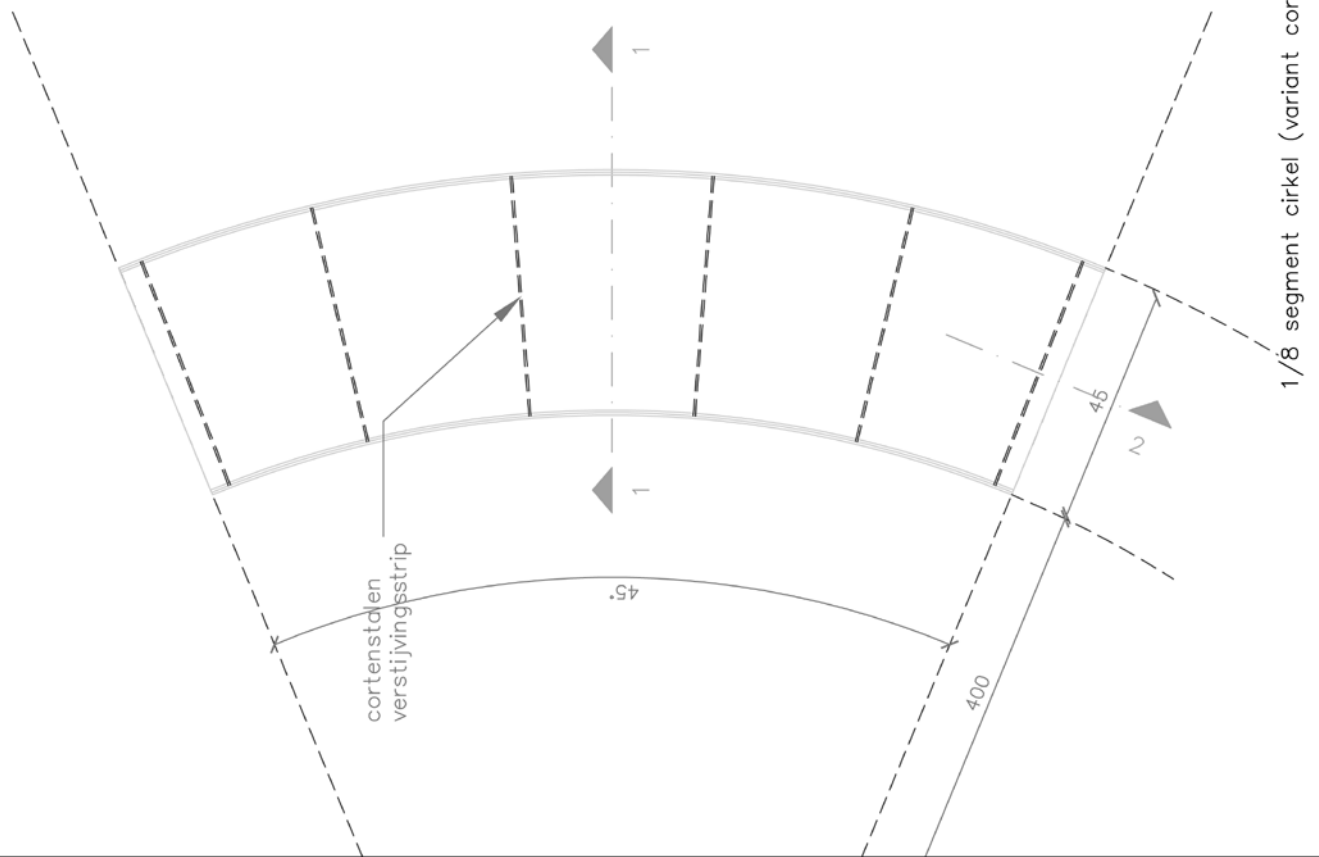 1
1
cortenstalen
verstijvingsstrip
45°
45
2
400
1/8 segment cirkel (variant cor